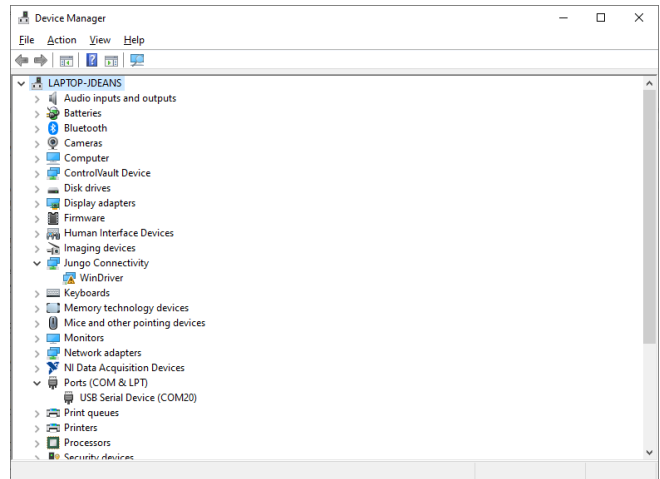 Device Manager
File Action View Help
LAPTOP-JDEANS
Audio inputs and outputs
Batteries
Bluetooth
Cameras
Computer
ControlVault Device
Disk drives
Display adapters
Firmware
Human Interface Devices
Imaging devices
Jungo Connectivity
WinDriver
Keyboards
Memory technology devices
Mice and other pointing devices
Monitors
Network adapters
NI Data Acquisition Devices
Ports (COM & LPT)
USB Serial Device (COM20)
Print queues
Printers
Processors
Security devices